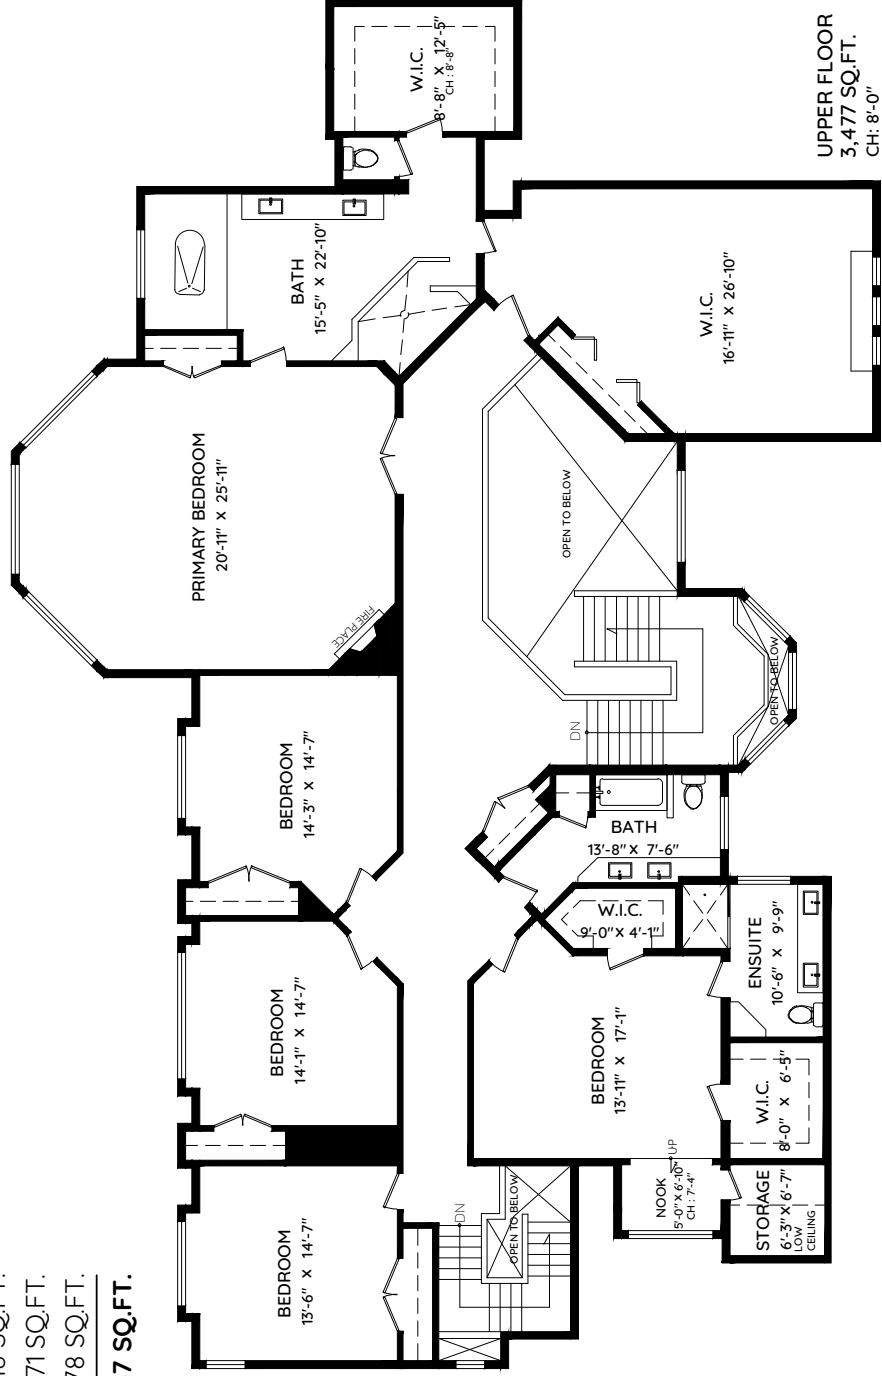 W.I.C.
8'-8" X 12'-5"
CH : 8'-8"
UPPER FLOOR
3,477 SQ.FT.
CH: 8'-0"
BATH
15'-5" X 22'-10"
W.I.C.
16'-11" X 26'-10"
PRIMARY BEDROOM
20'-11" X 25'-11"
FIRE PLACE
OPEN TO BELOW
OPEN TO BELOW
DN
BEDROOM
14'-3" X 14'-7"
BATH
13'-8" X 7'-6"
W.I.C.
9'-0" X 4'-1"
ENSUITE
10'-6" X 9'-9"
BEDROOM
14'-1" X 14'-7"
BEDROOM
13'-11" X 17'-1"
W.I.C.
8'-0" X 6'-5"
UP
NOOK
5'-0" X 6'-10"
CH : 7'-4"
STORAGE
6'-3" X 6'-7"
LOW
CEILING
DN
OPEN TO BELOW
BEDROOM
13'-6" X 14'-7"
SQ.FT.
71 SQ.FT.
78 SQ.FT.
7 SQ.FT.